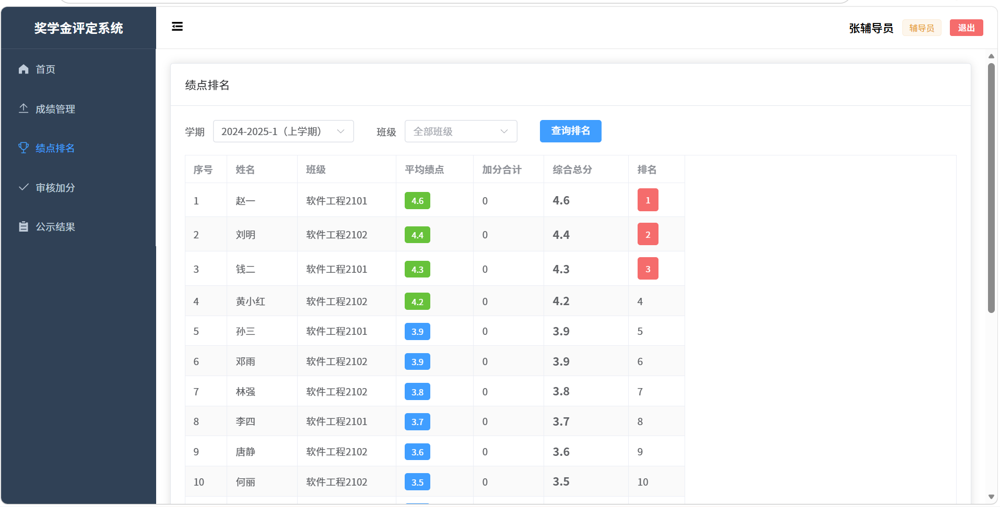 奖学金评定系统
张辅导员 辅导员 退出
首页
成绩管理
绩点排名
审核加分
公示结果
绩点排名
学期 2024-2025-1（上学期） 班级 全部班级 查询排名
序号 姓名 班级 平均绩点 加分合计 综合总分 排名
1 赵一 软件工程2101 4.6 0 4.6 1
2 刘明 软件工程2102 4.4 0 4.4 2
3 钱二 软件工程2101 4.3 0 4.3 3
4 黄小红 软件工程2102 4.2 0 4.2 4
5 孙三 软件工程2101 3.9 0 3.9 5
6 邓雨 软件工程2102 3.9 0 3.9 6
7 林强 软件工程2102 3.8 0 3.8 7
8 李四 软件工程2101 3.7 0 3.7 8
9 唐静 软件工程2102 3.6 0 3.6 9
10 何丽 软件工程2102 3.5 0 3.5 10